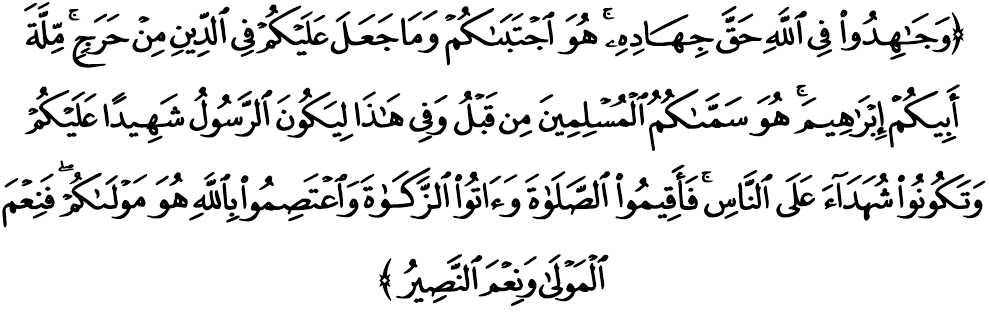 ﴿وَجَٰهِدُوا۟ فِى ٱللَّهِ حَقَّ جِهَادِهِۦ ۚ هُوَ ٱجْتَبَىٰكُمْ وَمَا جَعَلَ عَلَيْكُمْ فِى ٱلدِّينِ مِنْ حَرَجٍ ۚ مِّلَّةَ
أَبِيكُمْ إِبْرَٰهِيمَ ۚ هُوَ سَمَّىٰكُمُ ٱلْمُسْلِمِينَ مِن قَبْلُ وَفِى هَٰذَا لِيَكُونَ ٱلرَّسُولُ شَهِيدًا عَلَيْكُمْ
وَتَكُونُوا۟ شُهَدَآءَ عَلَى ٱلنَّاسِ ۚ فَأَقِيمُوا۟ ٱلصَّلَوٰةَ وَءَاتُوا۟ ٱلزَّكَوٰةَ وَٱعْتَصِمُوا۟ بِٱللَّهِ هُوَ مَوْلَىٰكُمْ ۖ فَنِعْمَ
ٱلْمَوْلَىٰ وَنِعْمَ ٱلنَّصِيرُ ﴾